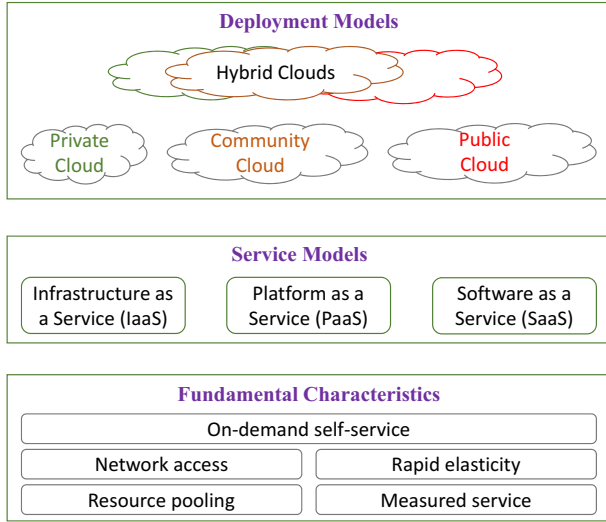 Deployment Models
Hybrid Clouds
Private
Cloud
Community
Cloud
Public
Cloud
Service Models
Infrastructure as
a Service (IaaS)
Platform as a
Service (PaaS)
Software as a
Service (SaaS)
Fundamental Characteristics
On-demand self-service
Network access
Rapid elasticity
Resource pooling
Measured service